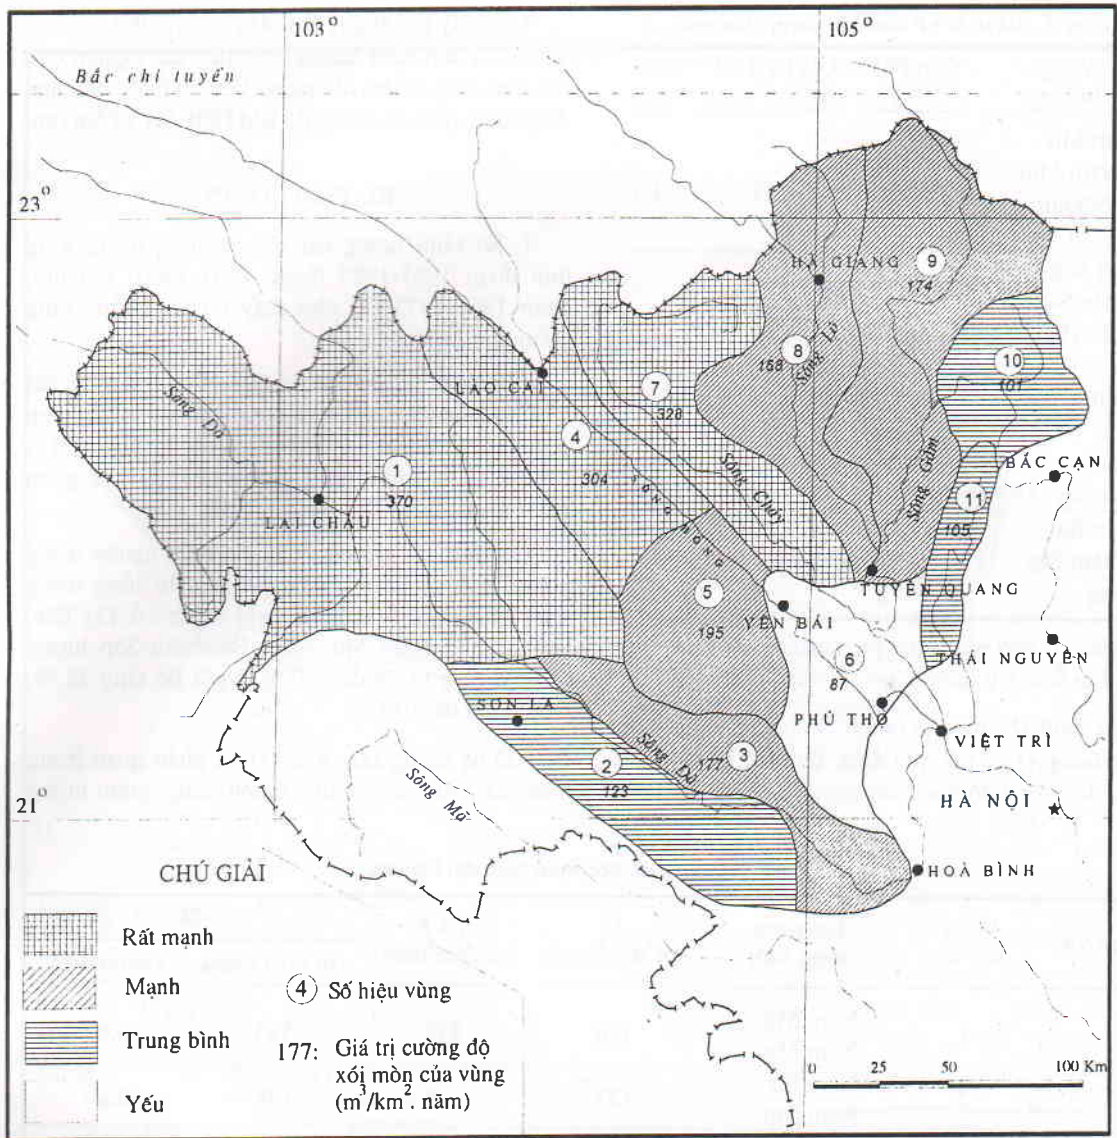 103°
105°
Bắc chí tuyến
23°
HÀ GIANG
9
174
8
158
Sông Lô
10
101
Sông Đà
LÀO CAI
7
328
4
304
Sông Hồng
Sông Chảy
Sông Gâm
BẮC CẠN
1
370
LAI CHÂU
11
105
TUYÊN QUANG
5
195
YÊN BÁI
6
87
THÁI NGUYÊN
PHÚ THỌ
VIỆT TRÌ
SƠN LA
2
123
Sông Đà
3
177
Sông Mã
21°
HÀ NỘI
HOÀ BÌNH
CHÚ GIẢI
Rất mạnh
Mạnh
Trung bình
Yếu
4 Số hiệu vùng
177: Giá trị cường độ
xói mòn của vùng
(m³/km². năm)
0 25 50 100 Km